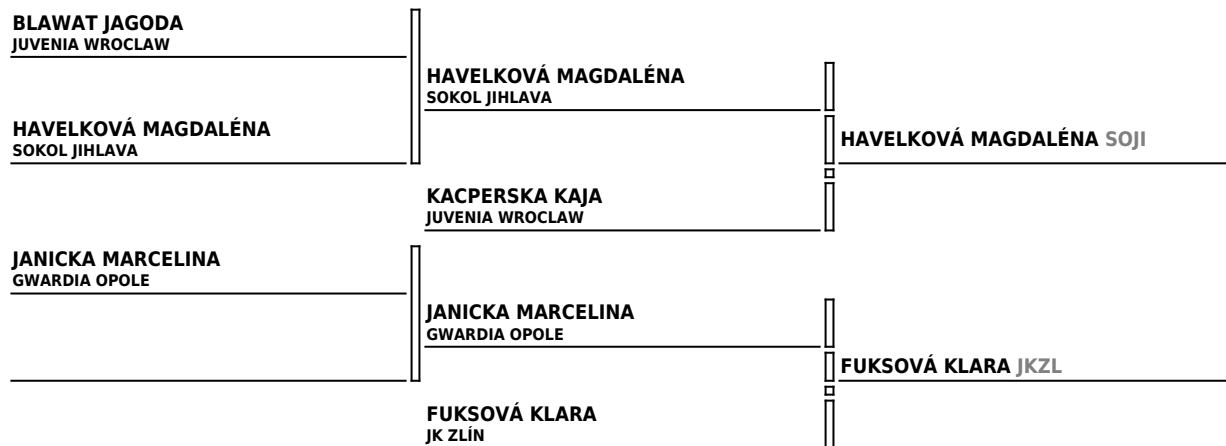 BLAWAT JAGODA
JUVENIA WROCLAW
HAVELKOVÁ MAGDALÉNA
SOKOL JIHLAVA
HAVELKOVÁ MAGDALÉNA
SOKOL JIHLAVA
HAVELKOVÁ MAGDALÉNA SOJI
KACPERSKA KAJA
JUVENIA WROCLAW
JANICKA MARCELINA
GWARDIA OPOLE
JANICKA MARCELINA
GWARDIA OPOLE
FUKSOVÁ KLARA JKZL
FUKSOVÁ KLARA
JK ZLÍN